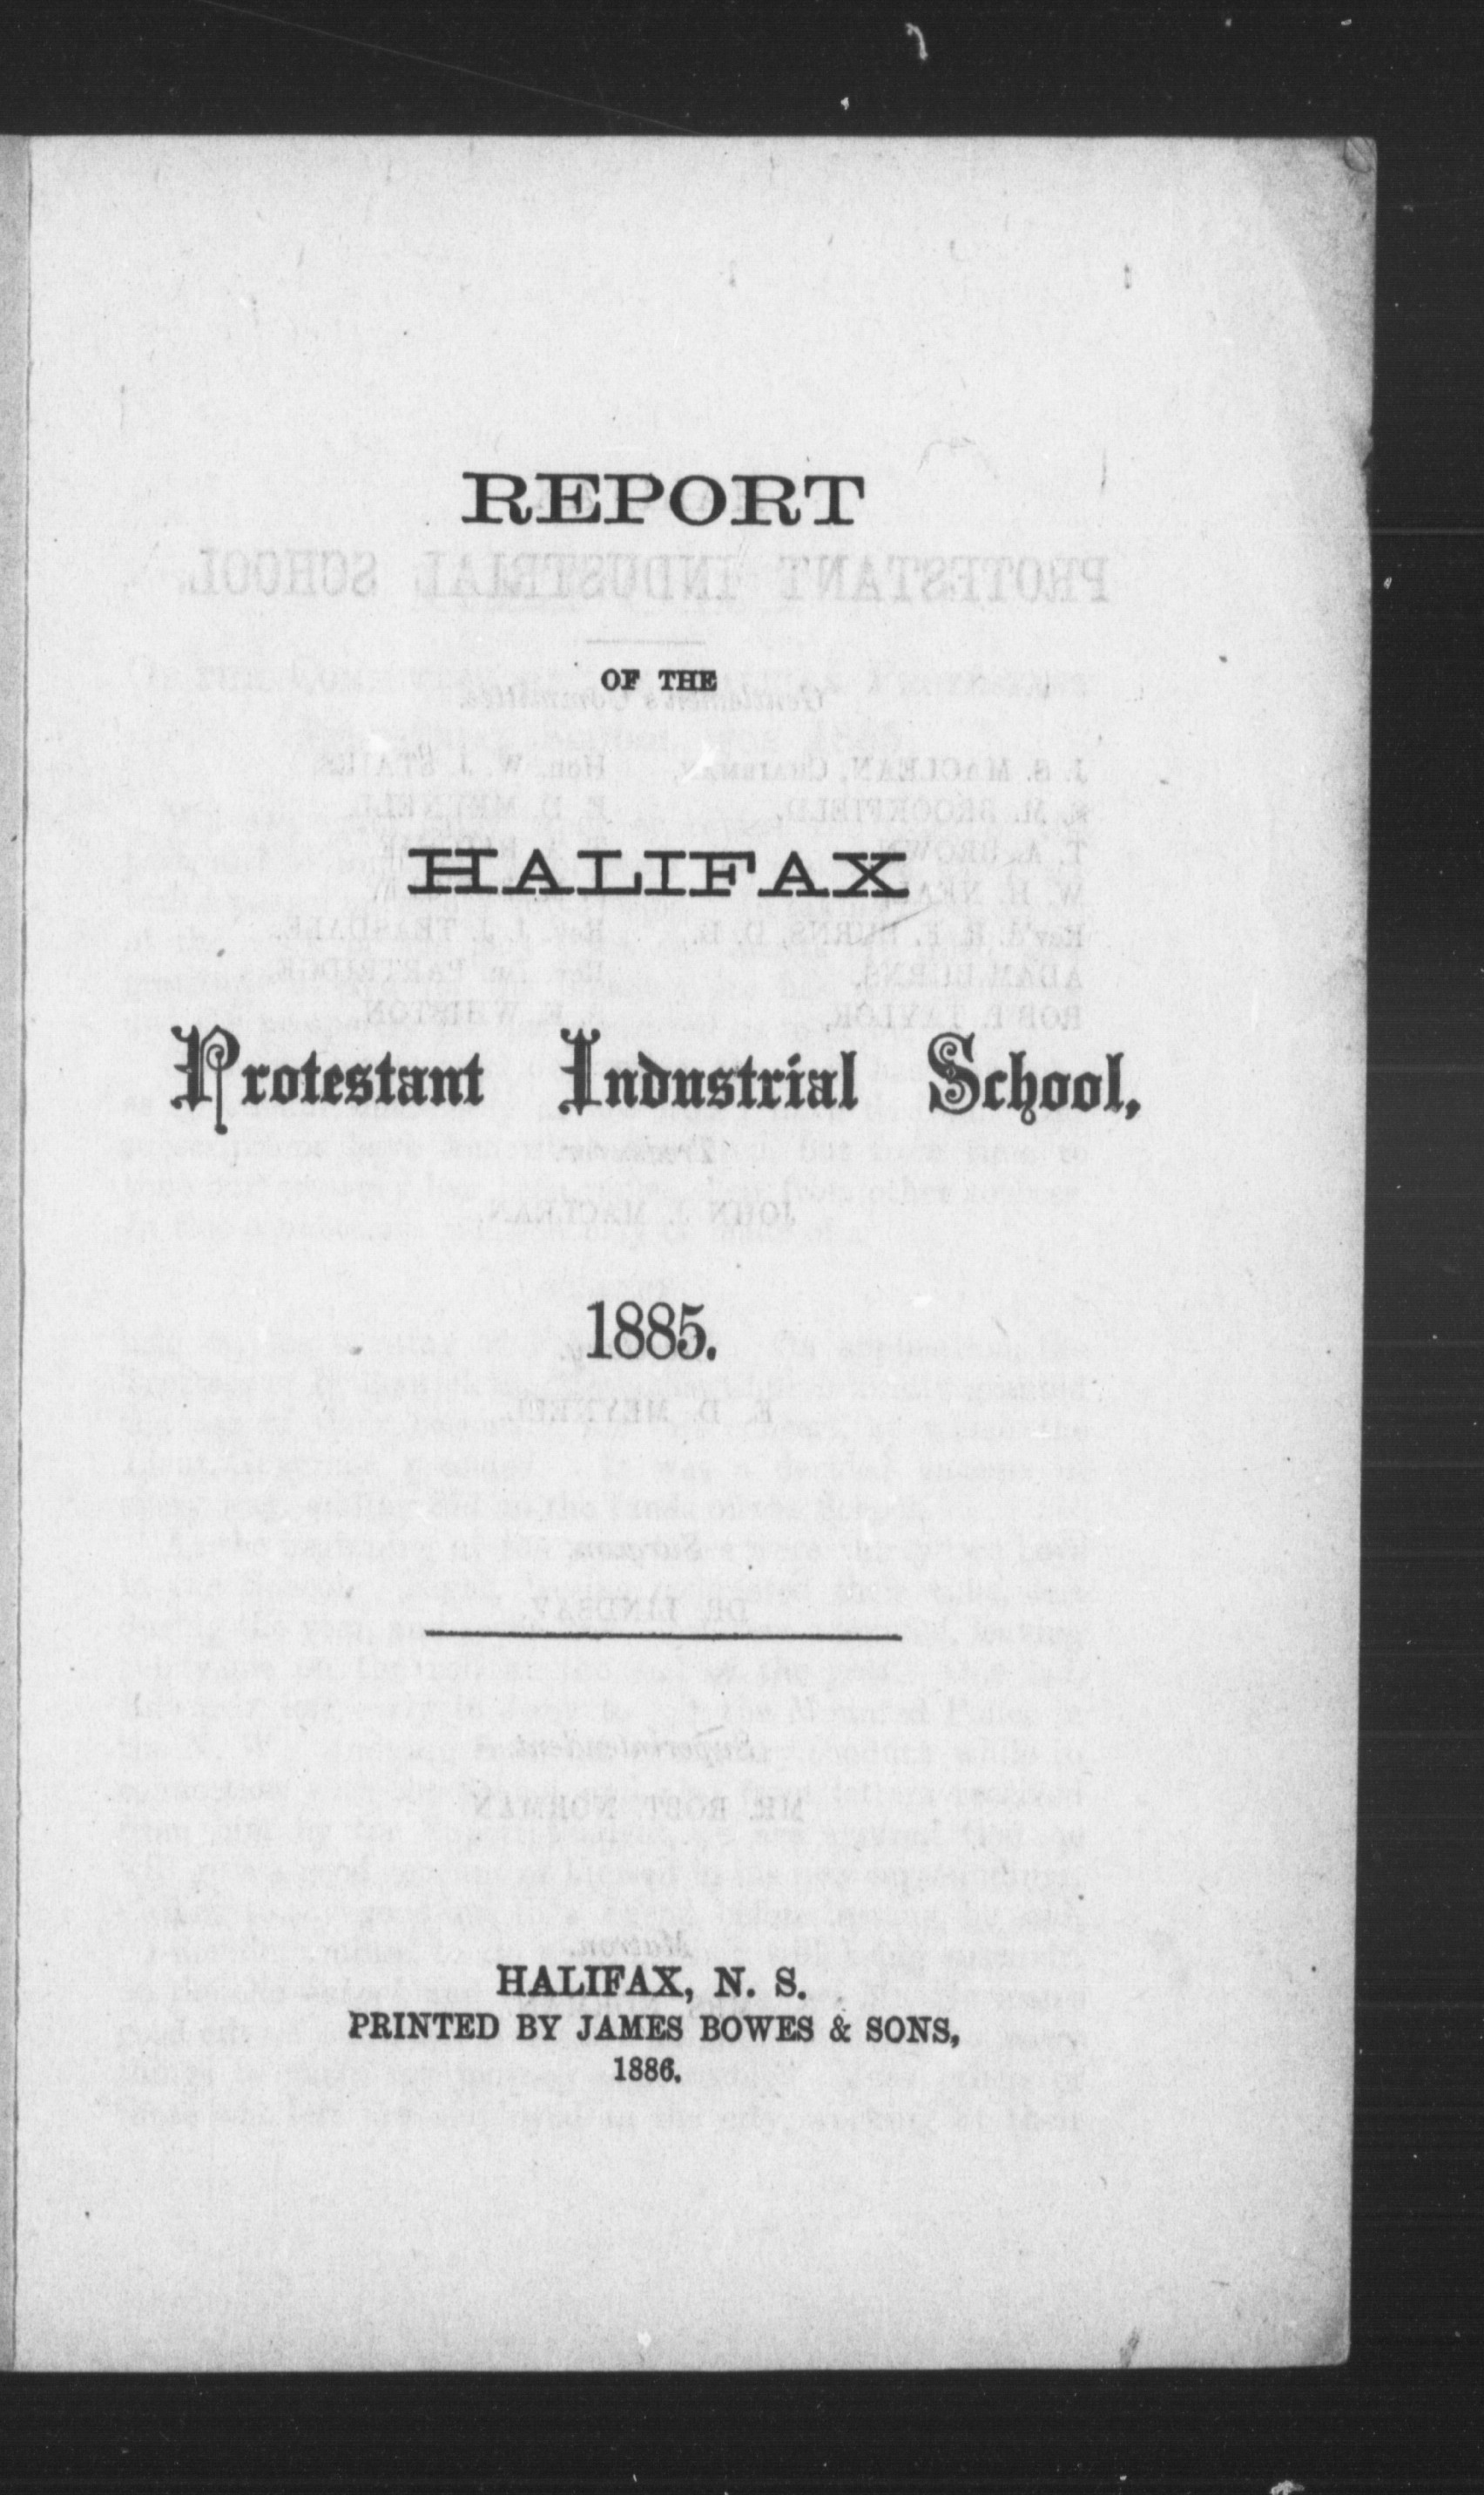 REPORT
OF THE
HALIFAX
Protestant Industrial School,
1885.
HALIFAX, N. S.
PRINTED BY JAMES BOWES & SONS,
1886.